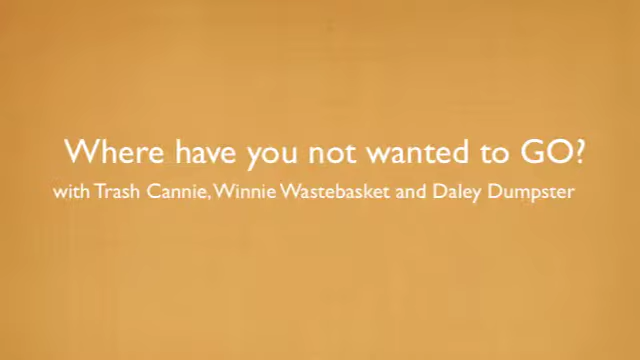 Where have you not wanted to GO?
with Trash Cannie, Winnie Wastebasket and Daley Dumpster